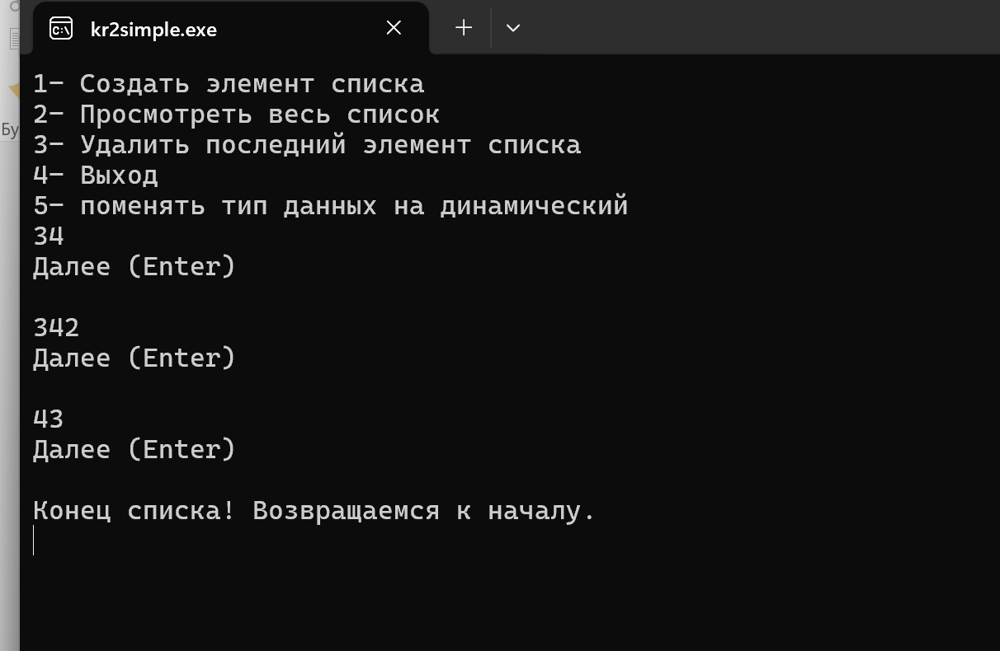 kr2simple.exe
Бу
1- Создать элемент списка
2- Просмотреть весь список
3- Удалить последний элемент списка
4- Выход
5- поменять тип данных на динамический
34
Далее (Enter)
342
Далее (Enter)
43
Далее (Enter)
Конец списка! Возвращаемся к началу.